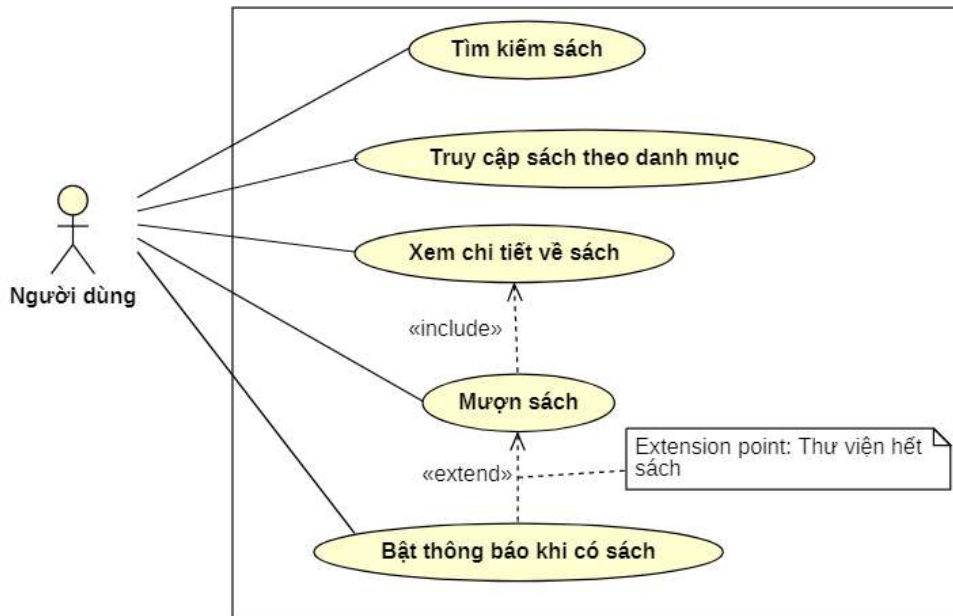 Tìm kiếm sách
Truy cập sách theo danh mục
Xem chi tiết về sách
Người dùng
«include»
Mượn sách
Extension point: Thư viện hết
sách
«extend»
Bật thông báo khi có sách